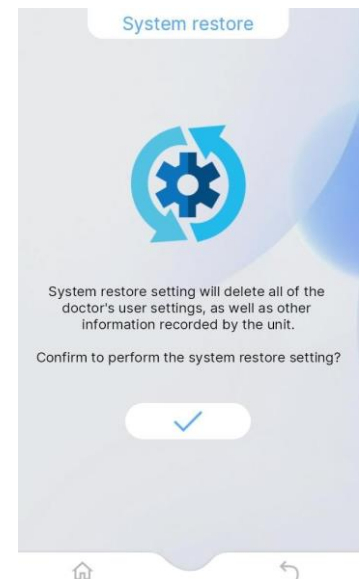 System restore
System restore setting will delete all of the
doctor's user settings, as well as other
information recorded by the unit.
Confirm to perform the system restore setting?